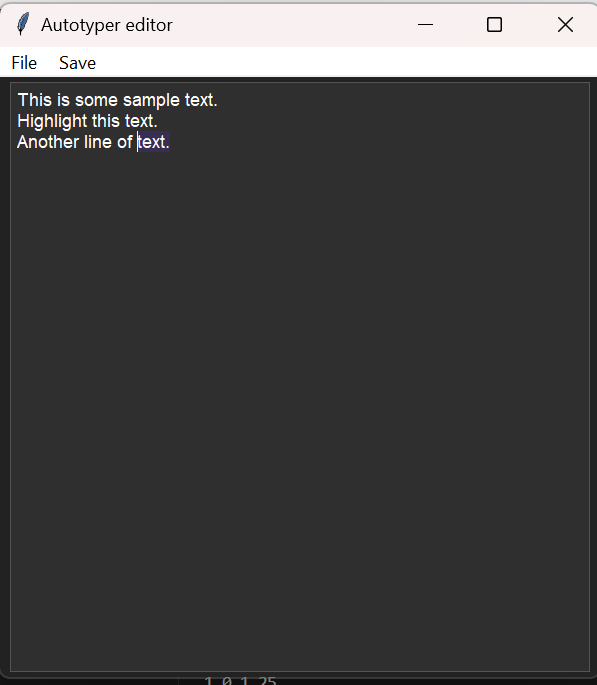 Autotyper editor
File Save
This is some sample text.
Highlight this text.
Another line of text.
1.0 1.25